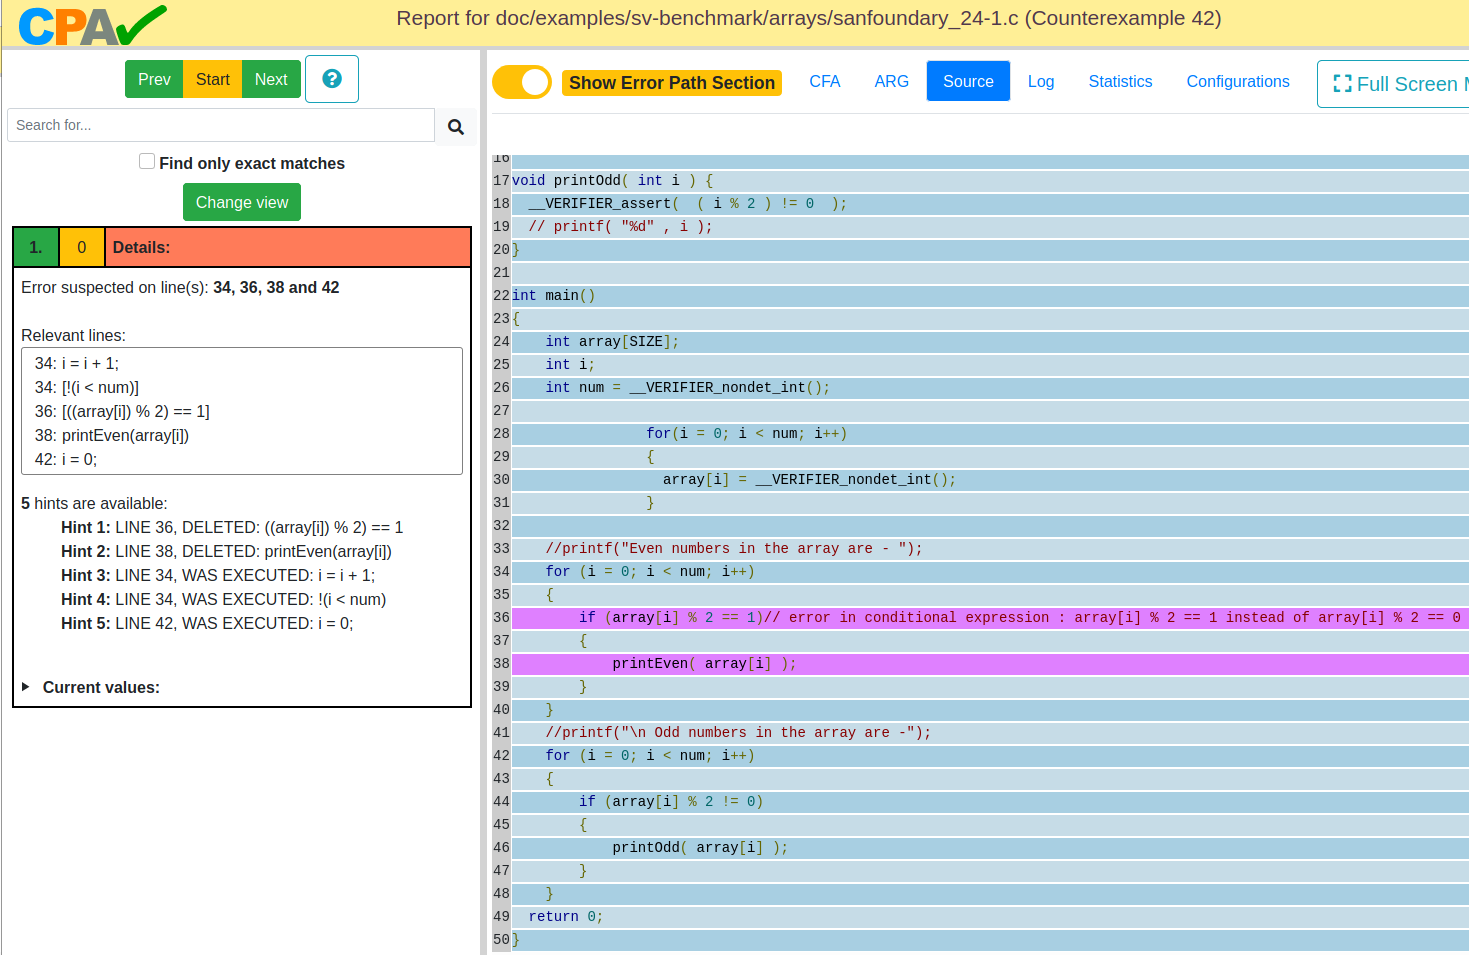 CPA
Report for doc/examples/sv-benchmark/arrays/sanfoundary_24-1.c (Counterexample 42)
Prev Start Next ?
Search for...
Find only exact matches
Change view
1. 0 Details:
Error suspected on line(s): 34, 36, 38 and 42
Relevant lines:
34: i = i + 1;
34: [!(i < num)]
36: [((array[i]) % 2) == 1]
38: printEven(array[i])
42: i = 0;
5 hints are available:
Hint 1: LINE 36, DELETED: ((array[i]) % 2) == 1
Hint 2: LINE 38, DELETED: printEven(array[i])
Hint 3: LINE 34, WAS EXECUTED: i = i + 1;
Hint 4: LINE 34, WAS EXECUTED: !(i < num)
Hint 5: LINE 42, WAS EXECUTED: i = 0;
Current values:
Show Error Path Section CFA ARG Source Log Statistics Configurations Full Screen
16
17 void printOdd( int i ) {
18   __VERIFIER_assert(  ( i % 2 ) != 0  );
19   // printf( "%d" , i );
20 }
21
22 int main()
23 {
24     int array[SIZE];
25     int i;
26     int num = __VERIFIER_nondet_int();
27
28                 for(i = 0; i < num; i++)
29                 {
30                   array[i] = __VERIFIER_nondet_int();
31                 }
32
33     //printf("Even numbers in the array are - ");
34     for (i = 0; i < num; i++)
35     {
36         if (array[i] % 2 == 1)// error in conditional expression : array[i] % 2 == 1 instead of array[i] % 2 == 0
37         {
38             printEven( array[i] );
39         }
40     }
41     //printf("\n Odd numbers in the array are -");
42     for (i = 0; i < num; i++)
43     {
44         if (array[i] % 2 != 0)
45         {
46             printOdd( array[i] );
47         }
48     }
49   return 0;
50 }